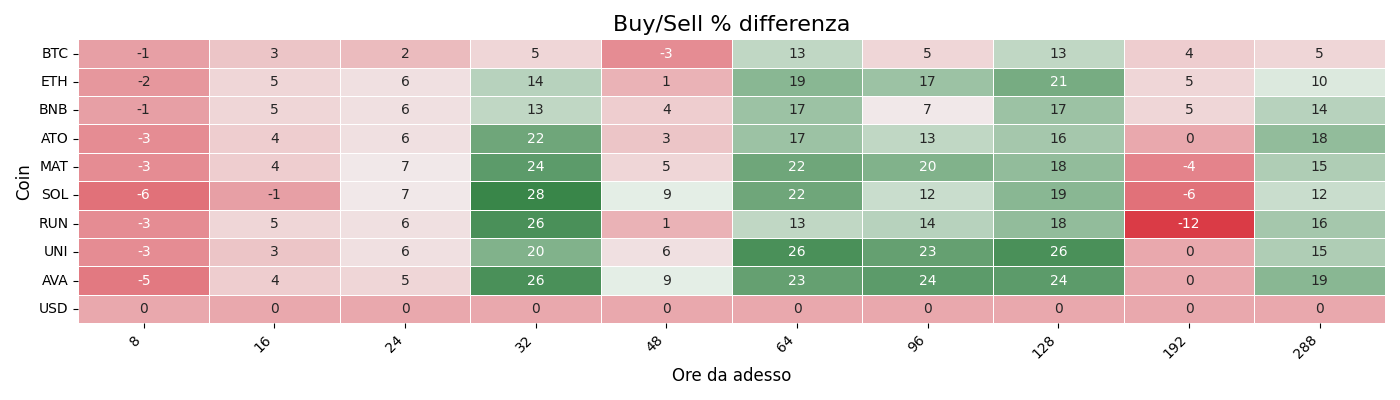 Buy/Sell % differenza
BTC -1 3 2 5 -3 13 5 13 4 5
ETH -2 5 6 14 1 19 17 21 5 10
BNB -1 5 6 13 4 17 7 17 5 14
ATO -3 4 6 22 3 17 13 16 0 18
MAT -3 4 7 24 5 22 20 18 -4 15
SOL -6 -1 7 28 9 22 12 19 -6 12
RUN -3 5 6 26 1 13 14 18 -12 16
UNI -3 3 6 20 6 26 23 26 0 15
AVA -5 4 5 26 9 23 24 24 0 19
USD 0 0 0 0 0 0 0 0 0 0
Coin
8 16 24 32 48 64 96 128 192 288
Ore da adesso